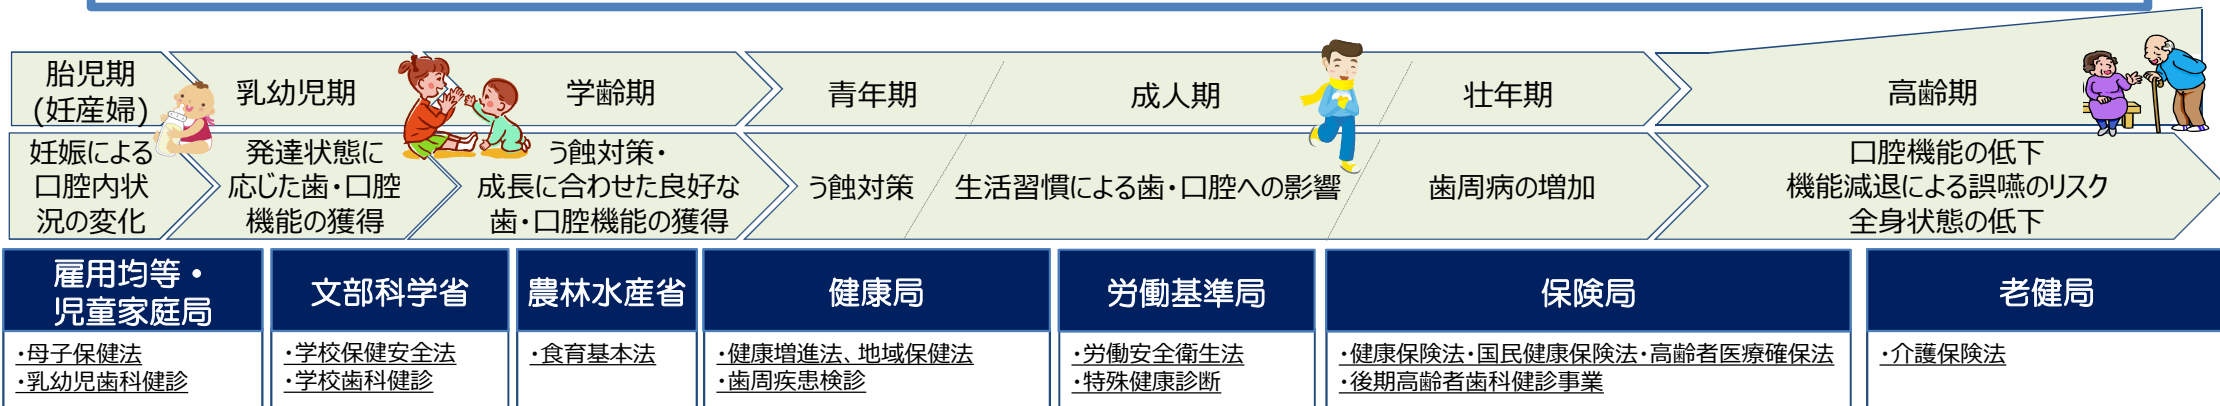 胎児期
(妊産婦)
乳幼児期
学齢期
青年期
成人期
壮年期
高齢期
妊娠による
口腔内状
況の変化
発達状態に
応じた歯・口腔
機能の獲得
う蝕対策・
成長に合わせた良好な
歯・口腔機能の獲得
う蝕対策
生活習慣による歯・口腔への影響
歯周病の増加
口腔機能の低下
機能減退による誤嚥のリスク
全身状態の低下
雇用均等・
児童家庭局
・母子保健法
・乳幼児歯科健診
文部科学省
・学校保健安全法
・学校歯科健診
農林水産省
・食育基本法
健康局
・健康増進法、地域保健法
・歯周疾患検診
労働基準局
・労働安全衛生法
・特殊健康診断
保険局
・健康保険法・国民健康保険法・高齢者医療確保法
・後期高齢者歯科健診事業
老健局
・介護保険法